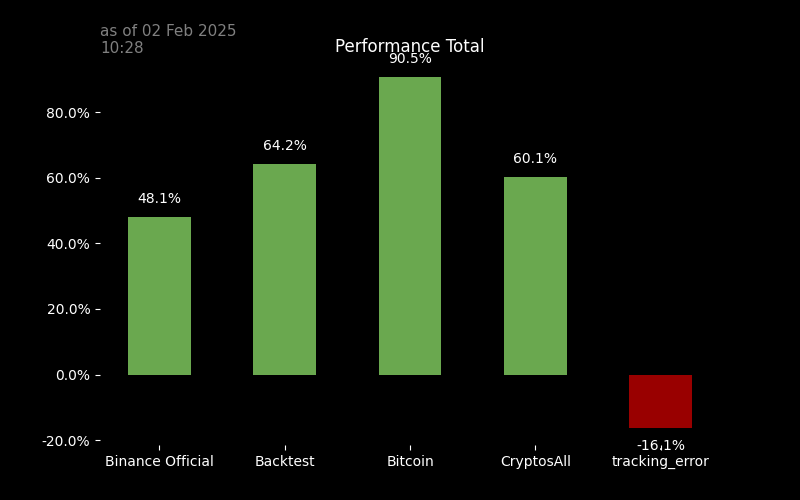 as of 02 Feb 2025
10:28
Performance Total
90.5%
80.0%
64.2%
60.1%
60.0%
48.1%
40.0%
20.0%
0.0%
-20.0%
-16.1%
Binance Official
Backtest
Bitcoin
CryptosAll
tracking_error